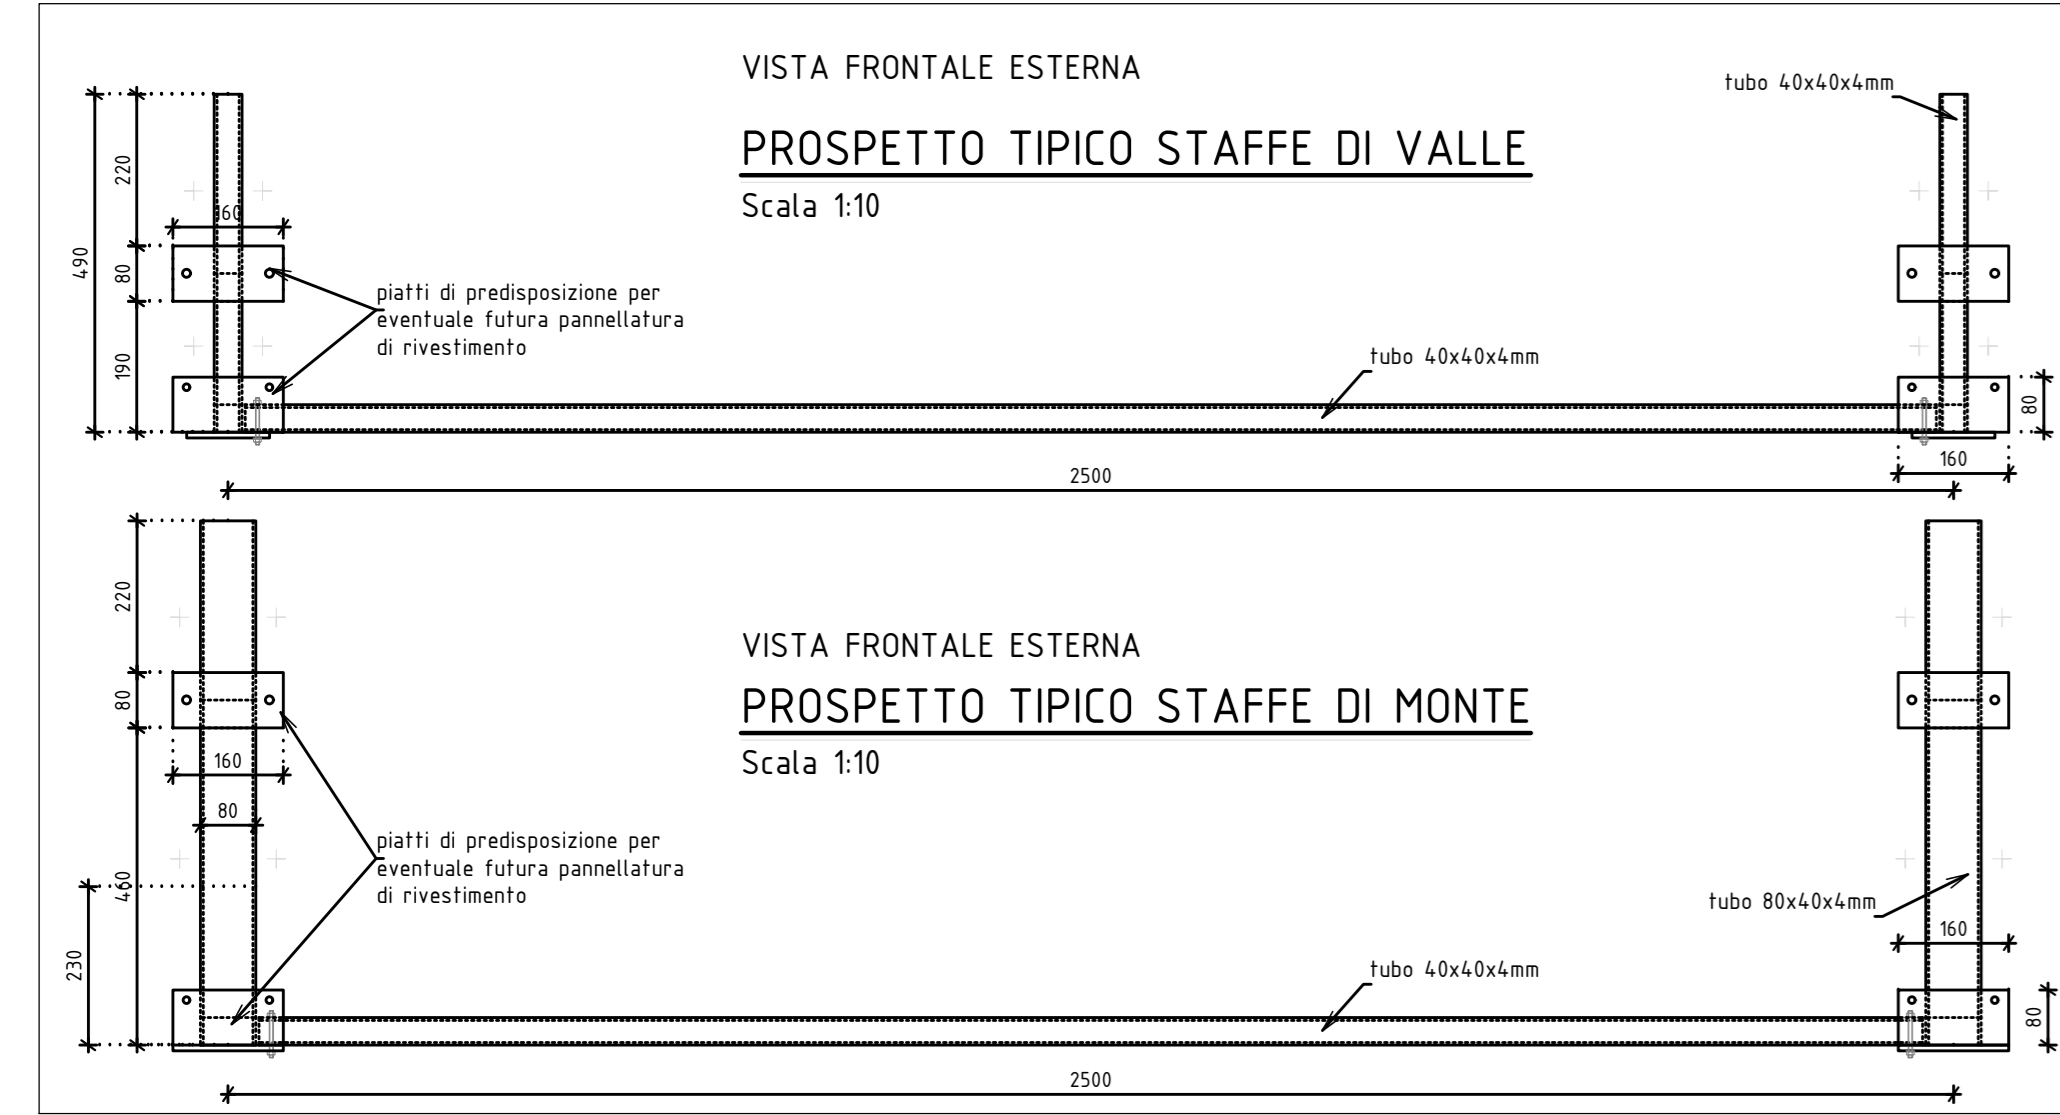 VISTA FRONTALE ESTERNA
tubo 40x40x4mm
PROSPETTO TIPICO STAFFE DI VALLE
Scala 1:10
220
160
490
80
piatti di predisposizione per
eventuale futura pannellatura
di rivestimento
190
tubo 40x40x4mm
80
160
2500
220
VISTA FRONTALE ESTERNA
PROSPETTO TIPICO STAFFE DI MONTE
Scala 1:10
80
160
80
piatti di predisposizione per
eventuale futura pannellatura
di rivestimento
460
230
tubo 80x40x4mm
160
tubo 40x40x4mm
80
2500